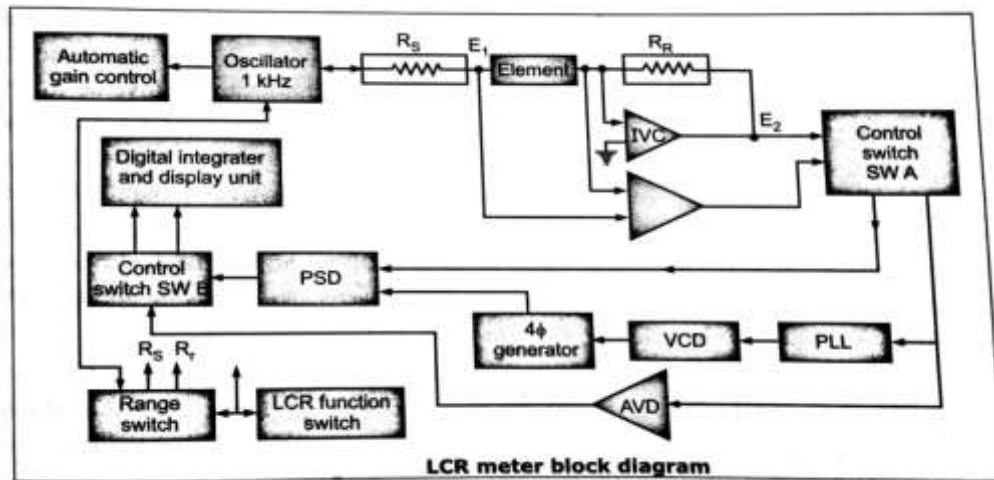 Automatic
gain control
Oscillator
1 kHz
R_S
E_1
Element
R_R
IVC
E_2
Control
switch
SW A
Digital integrater
and display unit
Control
switch SW B
PSD
4ϕ
generator
VCD
PLL
R_S
R_r
Range
switch
LCR function
switch
AVD
LCR meter block diagram